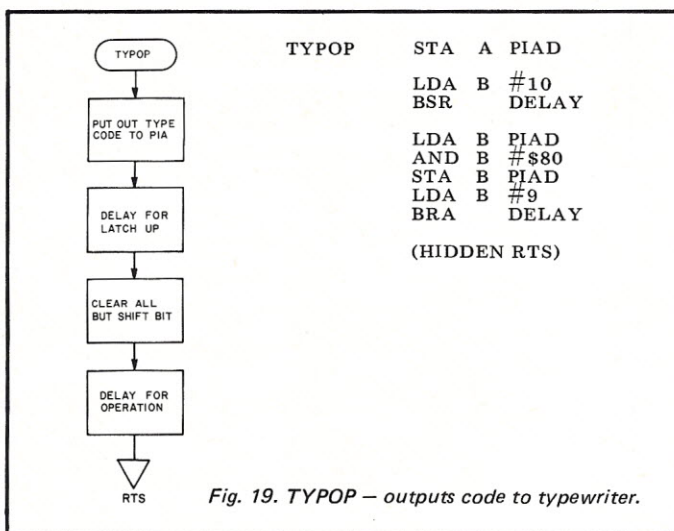 TYPOP
PUT OUT TYPE
CODE TO PIA
DELAY FOR
LATCH UP
CLEAR ALL
BUT SHIFT BIT
DELAY FOR
OPERATION
RTS
TYPOP STA A PIAD
LDA B #10
BSR DELAY
LDA B PIAD
AND B #$80
STA B PIAD
LDA B #9
BRA DELAY
(HIDDEN RTS)
Fig. 19. TYPOP — outputs code to typewriter.